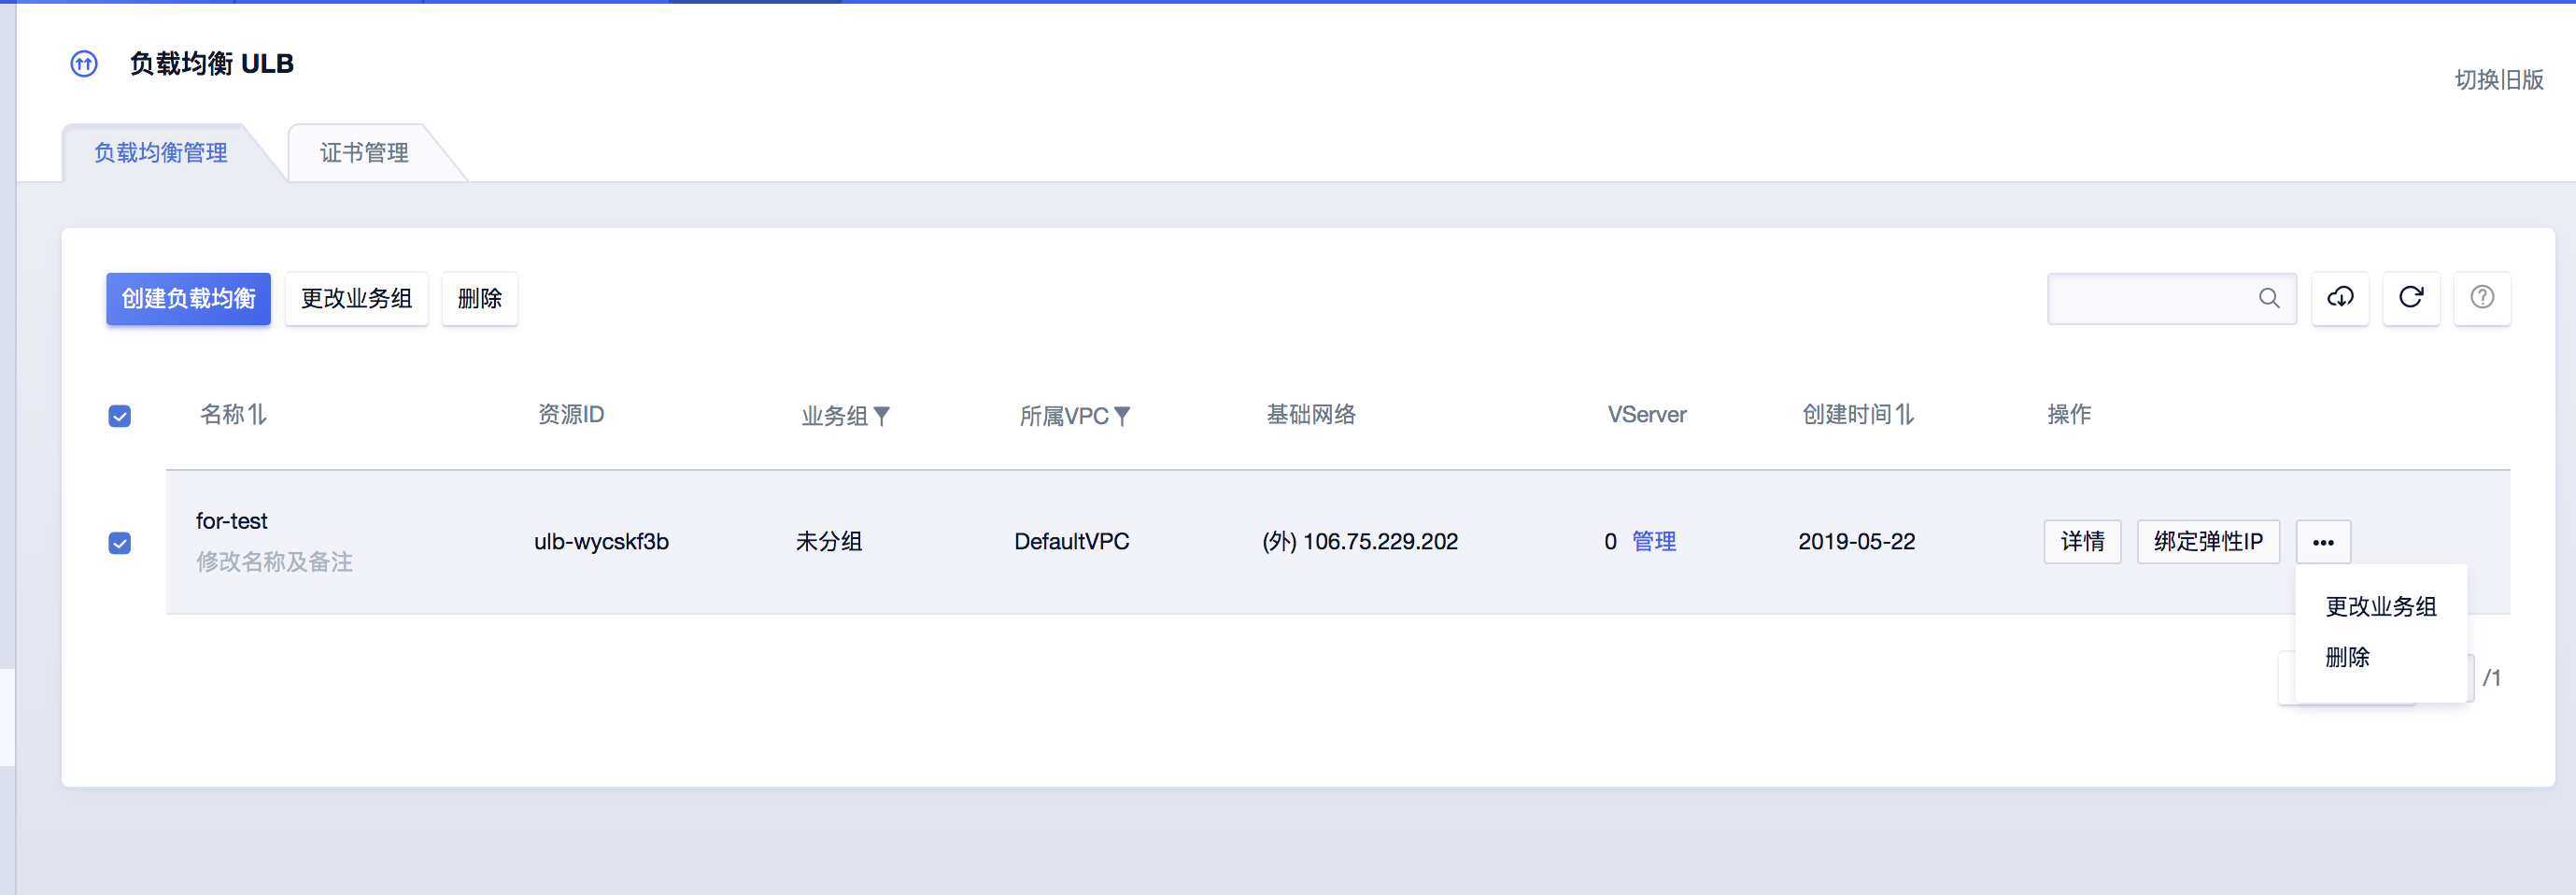 负载均衡 ULB
切换旧版
负载均衡管理
证书管理
创建负载均衡 更改业务组 删除
名称 资源ID 业务组 所属VPC 基础网络 VServer 创建时间 操作
for-test
修改名称及备注
ulb-wycskf3b 未分组 DefaultVPC (外) 106.75.229.202 0 管理 2019-05-22 详情 绑定弹性IP
更改业务组
删除
/1